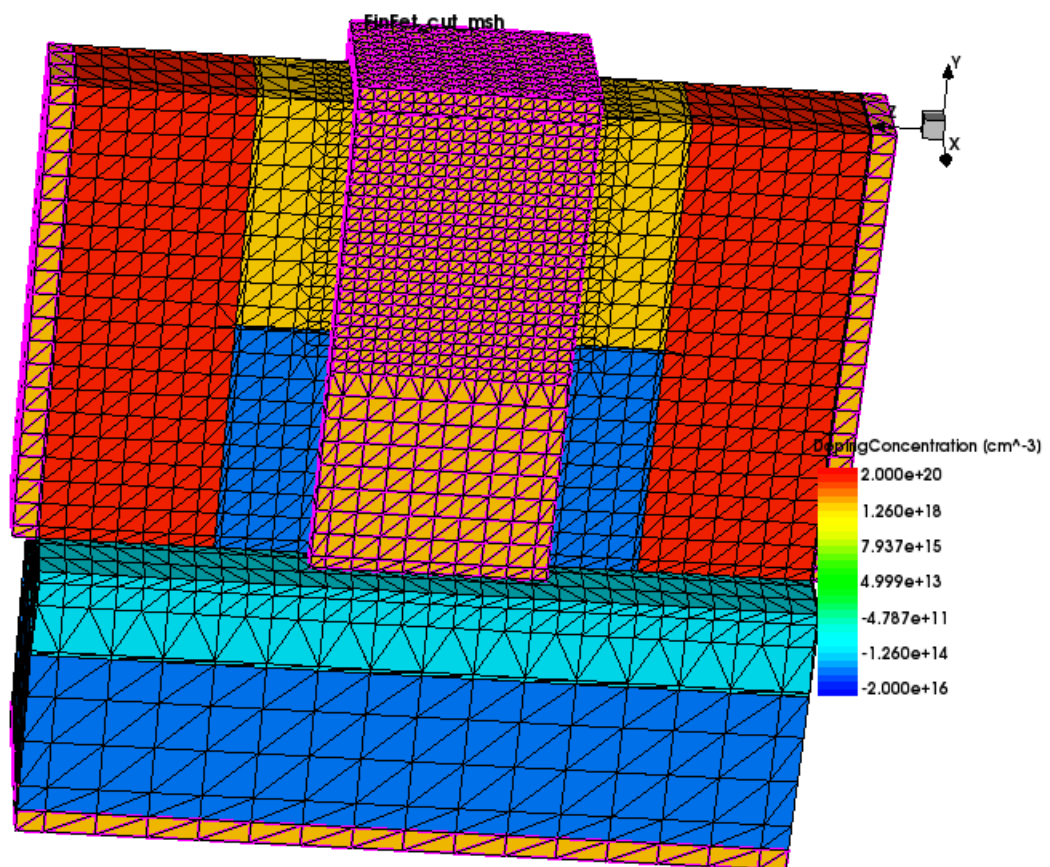 FinFet_cut_msh
Y
Z
X
DopingConcentration (cm^-3)
2.000e+20
1.260e+18
7.937e+15
4.999e+13
-4.787e+11
-1.260e+14
-2.000e+16